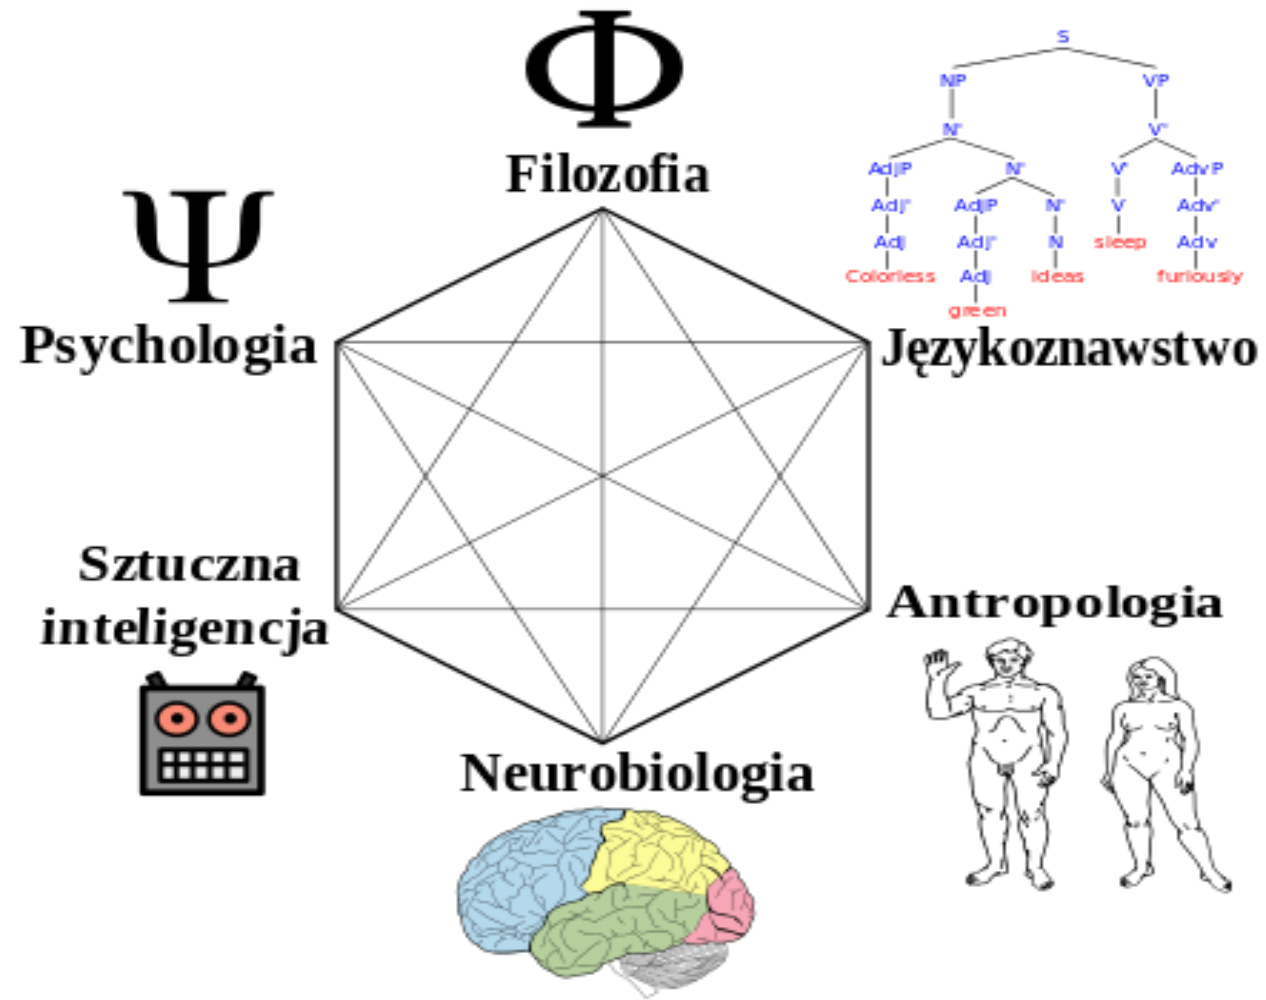 Φ
Filozofia
Ψ
Psychologia
S
NP VP
N' V'
AdjP N' V' AdvP
Adj' AdjP N' V Adv'
Adj Adj' N sleep Adv
Colorless Adj ideas furiously
green
Językoznawstwo
Sztuczna
inteligencja
Antropologia
Neurobiologia